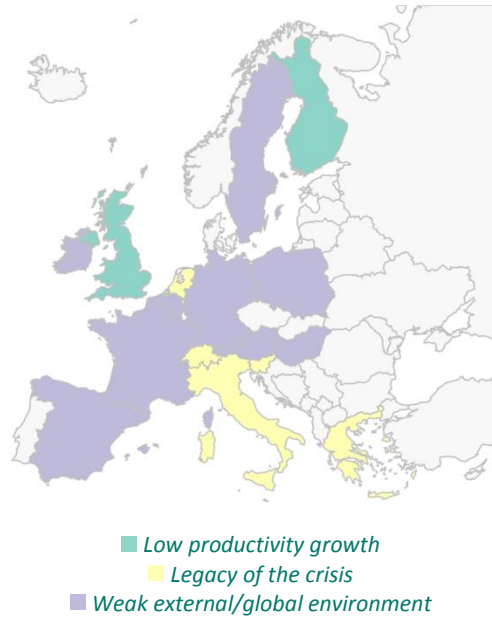 Low productivity growth
Legacy of the crisis
Weak external/global environment